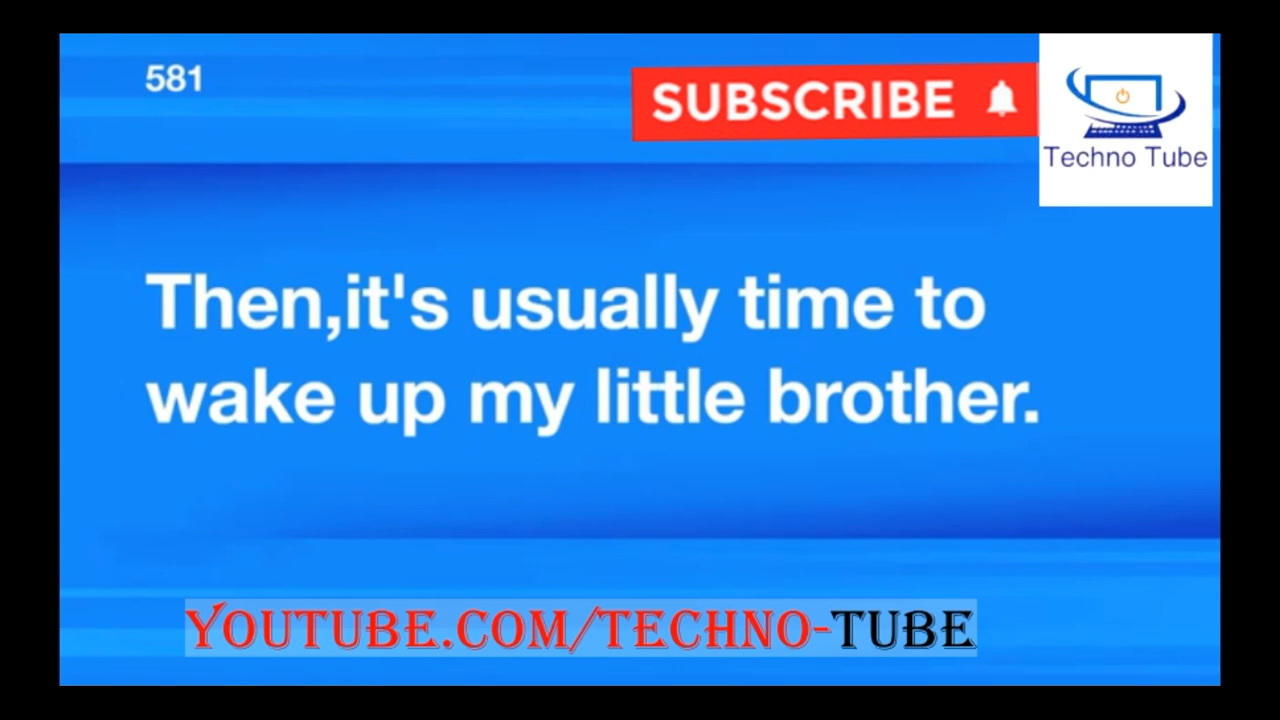 581
SUBSCRIBE
Techno Tube
Then,it's usually time to
wake up my little brother.
YOUTUBE.COM/TECHNO-TUBE